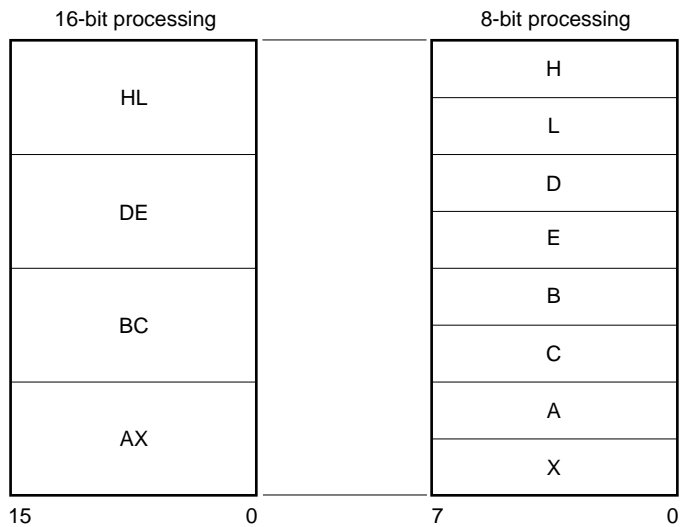 16-bit processing
8-bit processing
HL
H
L
DE
D
E
BC
B
C
AX
A
X
15 0 7 0